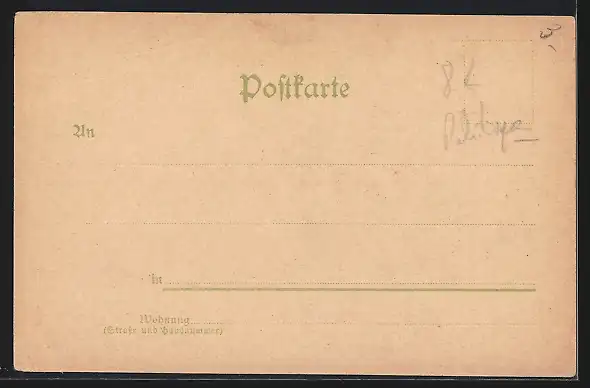 Postkarte
An
in
Wohnung
(Straße und Hausnummer)